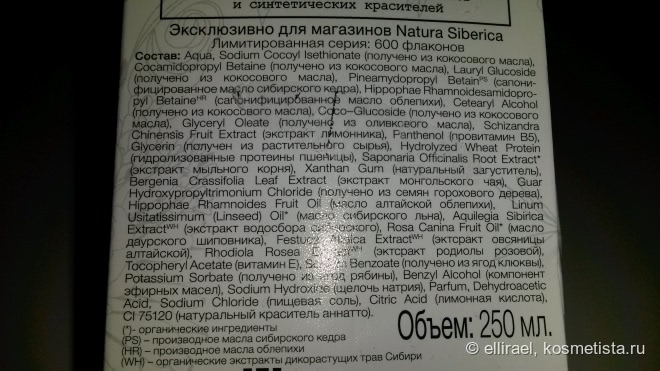 и синтетических красителей
Эксклюзивно для магазинов Natura Siberica
Лимитированная серия: 600 флаконов
Состав: Aqua, Sodium Cocoyl Isethionate (получено из кокосового масла),
Cocamidopropyl Betaine (получено из кокосового масла), Lauryl Glucoside
(получено из кокосового масла), Pineamydopropyl Betain(PS) (сапони-
фицированное масло сибирского кедра), Hippophae Rhamnoidesamidopro-
pyl Betaine(HR) (сапонифицированное масло облепихи), Cetearyl Alcohol
(получено из кокосового масла), Coco–Glucoside (получено из кокосового
масла), Glyceryl Oleate (получено из оливкового масла), Schizandra
Chinensis Fruit Extract (экстракт лимонника), Panthenol (провитамин B5),
Glycerin (получен из растительного сырья), Hydrolyzed Wheat Protein
(гидролизованные протеины пшеницы), Saponaria Officinalis Root Extract*
(экстракт мыльного корня), Xanthan Gum (натуральный загуститель),
Bergenia Crassifolia Leaf Extract (экстракт монгольского чая), Guar
Hydroxypropyltrimonium Chloride (получено из семян горохового дерева),
Hippophae Rhamnoides Fruit Oil (масло алтайской облепихи), Linum
Usitatissimum (Linseed) Oil* (масло сибирского льна), Aquilegia Sibirica
Extract(WH) (экстракт водосбора сибирского), Rosa Canina Fruit Oil* (масло
даурского шиповника), Festuca Altaica Extract(WH) (экстракт овсяницы
алтайской), Rhodiola Rosea (WH) (экстракт родиолы розовой),
Tocopheryl Acetate (витамин Е), Sodium Benzoate (получено из ягод клюквы),
Potassium Sorbate (получено из ягод рябины), Benzyl Alcohol (компонент
эфирных масел), Sodium Hydroxide (щелочь натрия), Parfum, Dehydroacetic
Acid, Sodium Chloride (пищевая соль), Citric Acid (лимонная кислота),
CI 75120 (натуральный краситель аннатто).
(*)- органические ингредиенты
(PS) – производное масла сибирского кедра
(HR) – производное масла облепихи
(WH) – органические экстракты дикорастущих трав Сибири
Объем: 250 мл.
© ellirael, kosmetista.ru